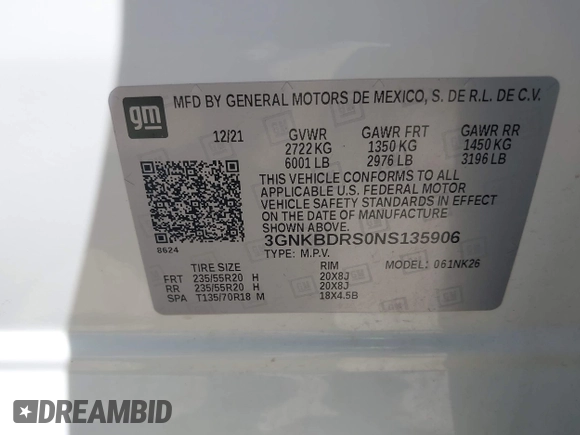 gm
MFD BY GENERAL MOTORS DE MEXICO, S. DE R.L. DE C.V.
12/21 GVWR GAWR FRT GAWR RR
2722 KG 1350 KG 1450 KG
6001 LB 2976 LB 3196 LB
THIS VEHICLE CONFORMS TO ALL
APPLICABLE U.S. FEDERAL MOTOR
VEHICLE SAFETY STANDARDS IN
EFFECT ON THE DATE OF MANUFACTURE
SHOWN ABOVE.
3GNKBDRS0NS135906
8624
TYPE: M.P.V. MODEL: 061NK26
TIRE SIZE RIM
FRT 235/55R20 H 20X8J
RR 235/55R20 H 20X8J
SPA T135/70R18 M 18X4.5B
DREAMBID